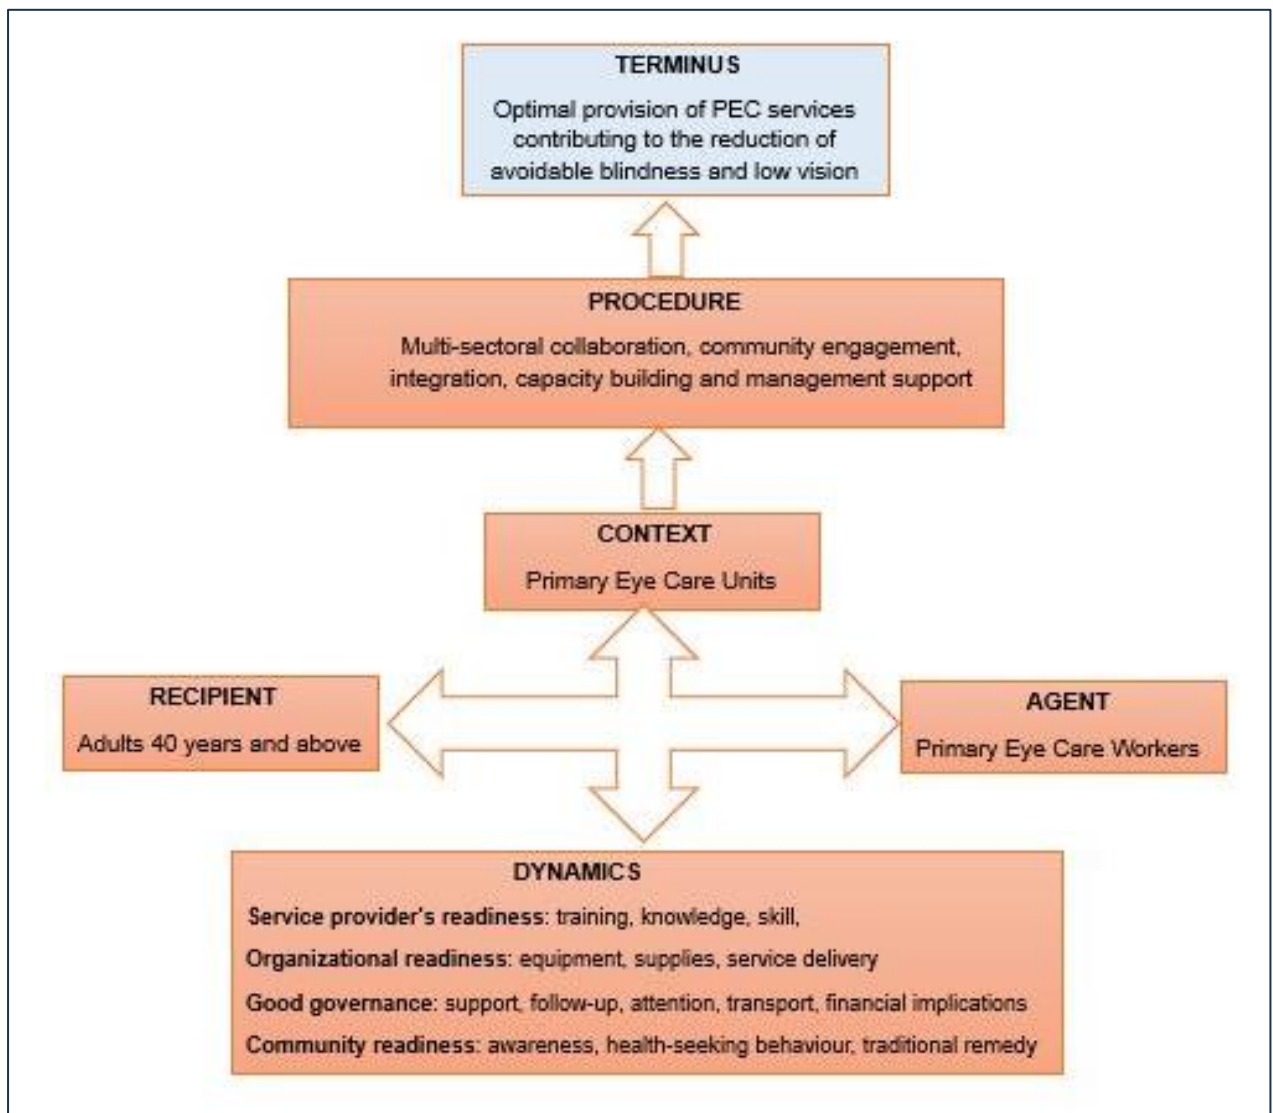 TERMINUS
Optimal provision of PEC services
contributing to the reduction of
avoidable blindness and low vision
PROCEDURE
Multi-sectoral collaboration, community engagement,
integration, capacity building and management support
CONTEXT
Primary Eye Care Units
RECIPIENT
Adults 40 years and above
AGENT
Primary Eye Care Workers
DYNAMICS
Service provider's readiness: training, knowledge, skill,
Organizational readiness: equipment, supplies, service delivery
Good governance: support, follow-up, attention, transport, financial implications
Community readiness: awareness, health-seeking behaviour, traditional remedy